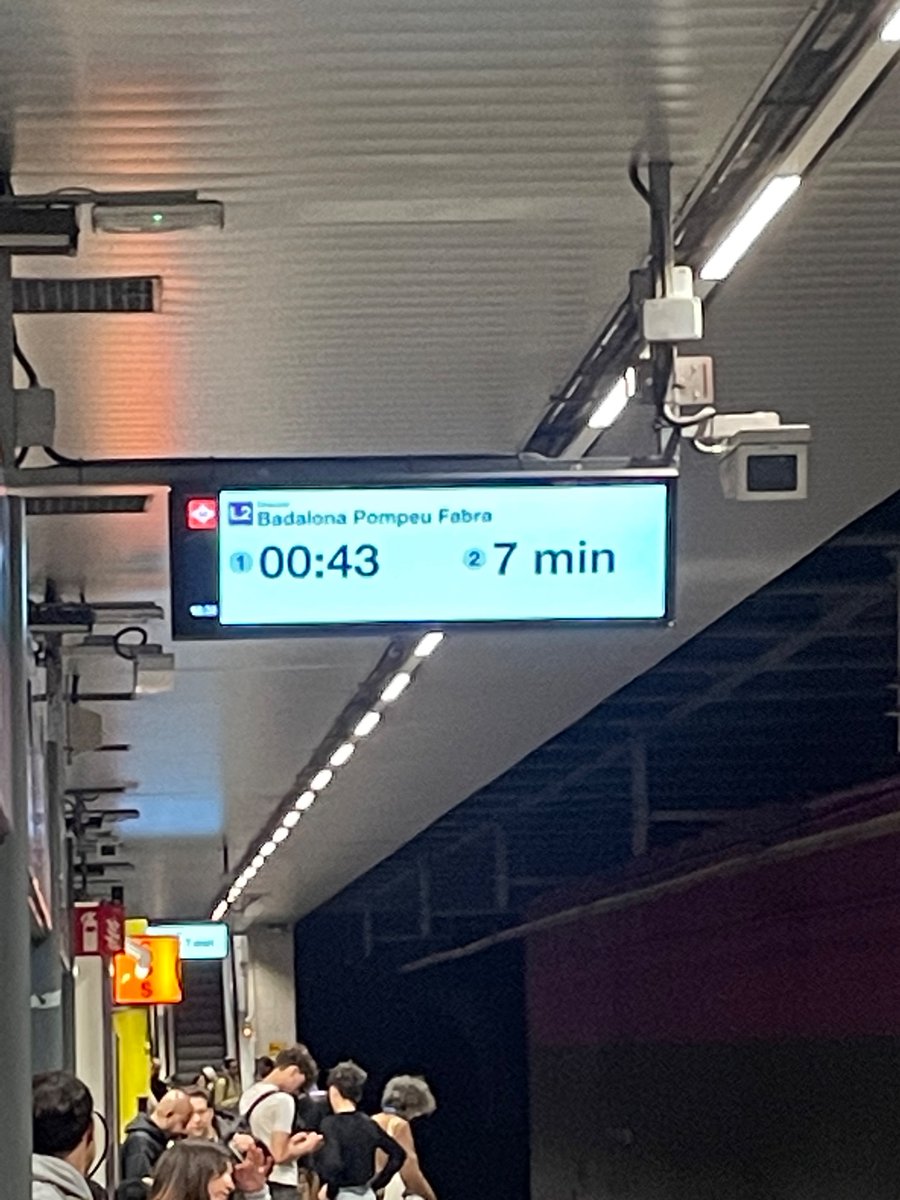 L2
Badalona Pompeu Fabra
1 00:43
2 7 min